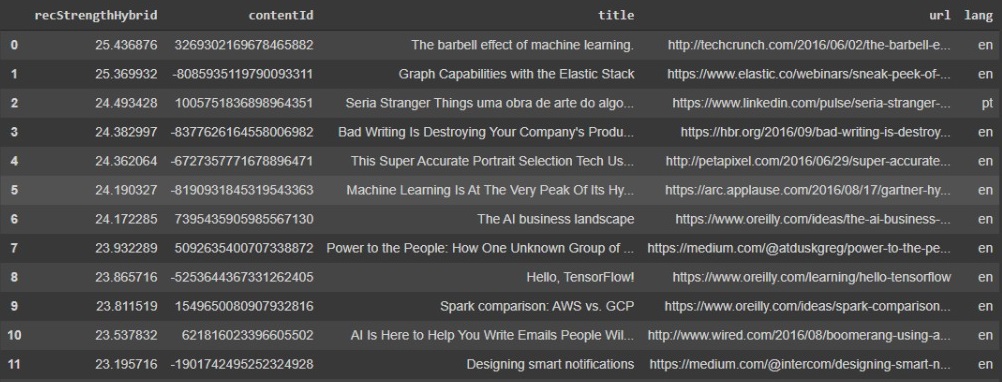 recStrengthHybrid contentId title url lang
0 25.436876 3269302169678465882 The barbell effect of machine learning. http://techcrunch.com/2016/06/02/the-barbell-e... en
1 25.369932 -8085935119790093311 Graph Capabilities with the Elastic Stack https://www.elastic.co/webinars/sneak-peek-of-... en
2 24.493428 1005751836898964351 Seria Stranger Things uma obra de arte do algo... https://www.linkedin.com/pulse/seria-stranger-... pt
3 24.382997 -8377626164558006982 Bad Writing Is Destroying Your Company's Produ... https://hbr.org/2016/09/bad-writing-is-destroy... en
4 24.362064 -6727357771678896471 This Super Accurate Portrait Selection Tech Us... http://petapixel.com/2016/06/29/super-accurate... en
5 24.190327 -8190931845319543363 Machine Learning Is At The Very Peak Of Its Hy... https://arc.applause.com/2016/08/17/gartner-hy... en
6 24.172285 7395435905985567130 The AI business landscape https://www.oreilly.com/ideas/the-ai-business-... en
7 23.932289 5092635400707338872 Power to the People: How One Unknown Group of ... https://medium.com/@atduskgreg/power-to-the-pe... en
8 23.865716 -5253644367331262405 Hello, TensorFlow! https://www.oreilly.com/learning/hello-tensorflow en
9 23.811519 1549650080907932816 Spark comparison: AWS vs. GCP https://www.oreilly.com/ideas/spark-comparison... en
10 23.537832 621816023396605502 AI Is Here to Help You Write Emails People Wil... http://www.wired.com/2016/08/boomerang-using-a... en
11 23.195716 -1901742495252324928 Designing smart notifications https://medium.com/@intercom/designing-smart-n... en